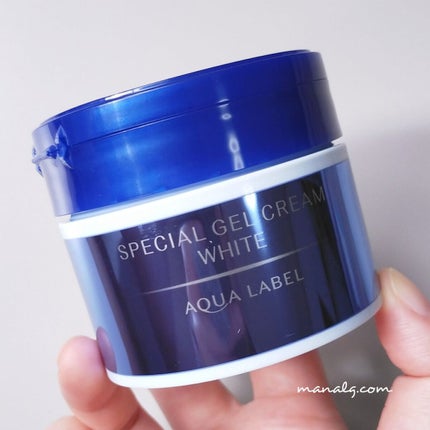 SPECIAL GEL CREAM
WHITE
AQUA LABEL
manalg.com